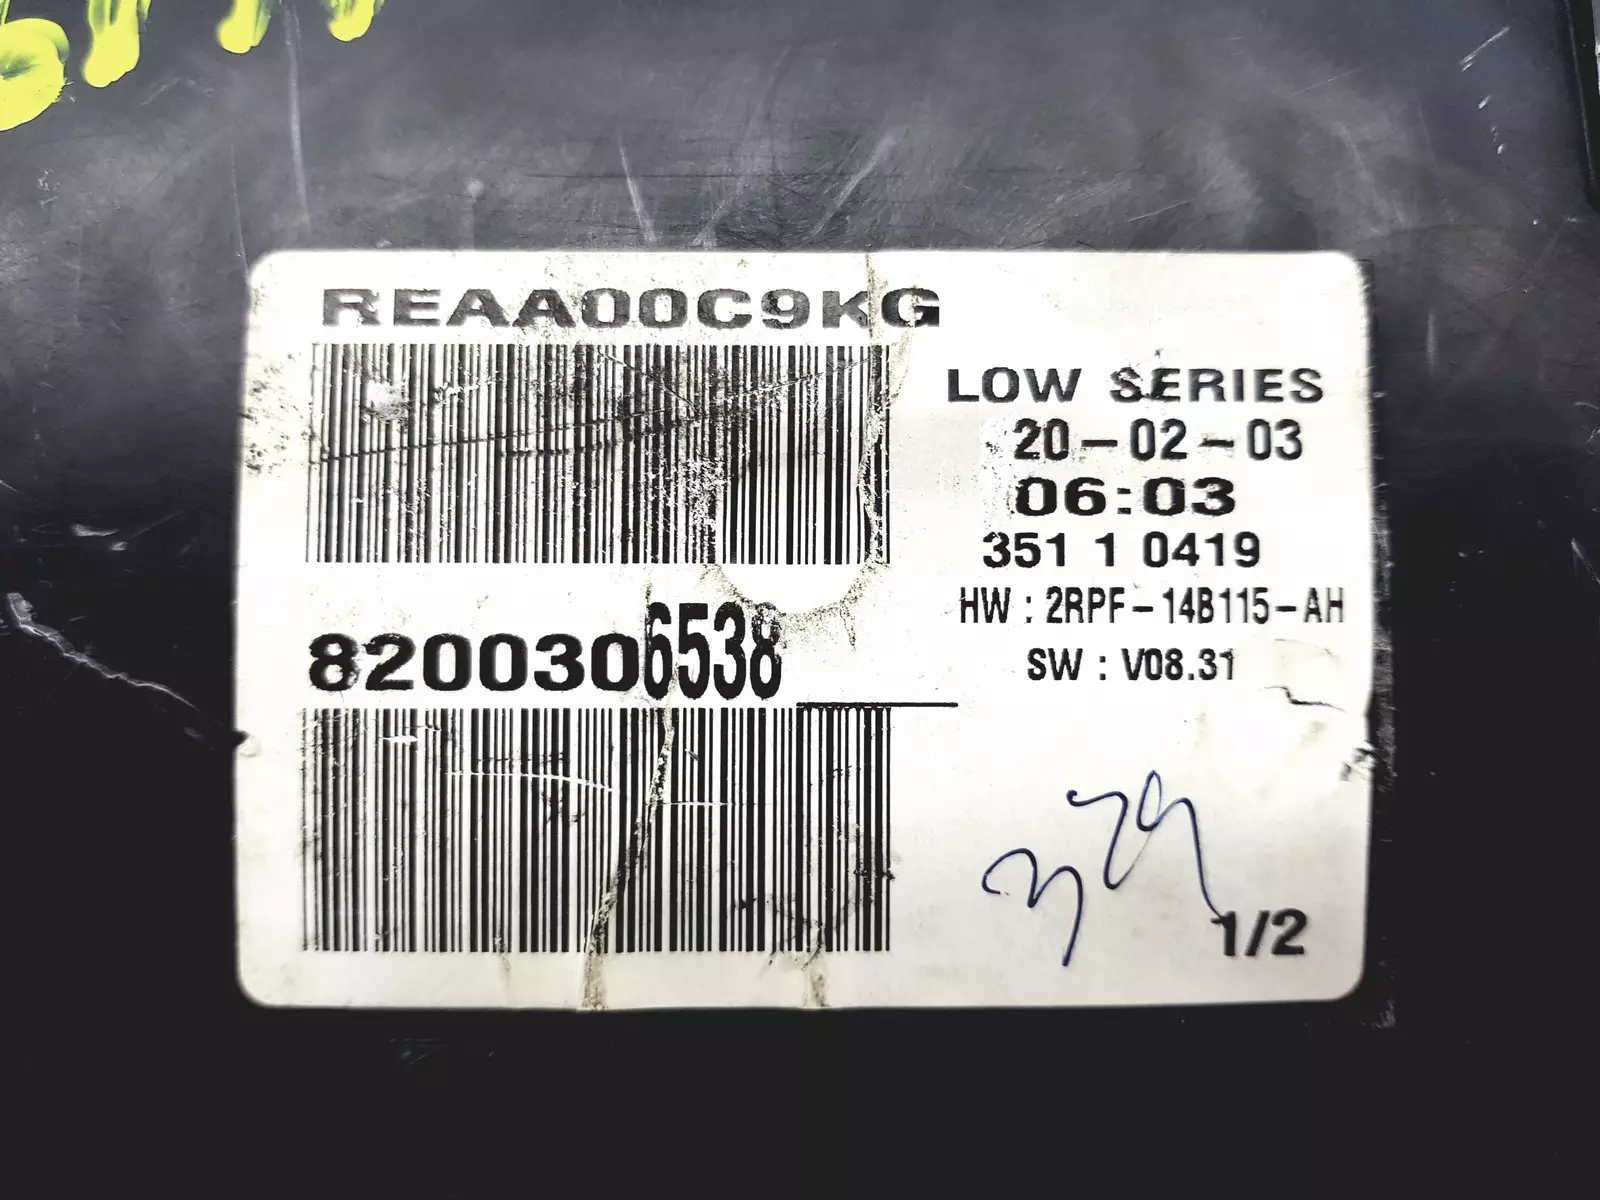 REAA00C9KG
LOW SERIES
20-02-03
06:03
351 1 0419
HW : 2RPF-14B115-AH
SW : V08.31
8200306538
1/2